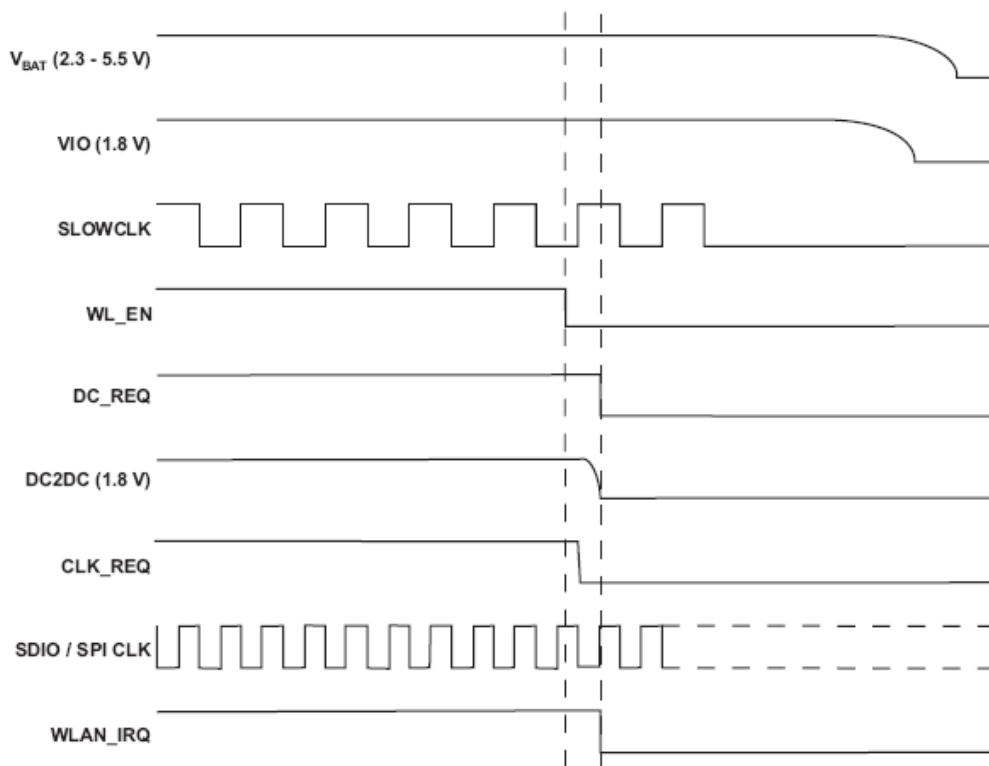 VBAT (2.3 - 5.5 V)
VIO (1.8 V)
SLOWCLK
WL_EN
DC_REQ
DC2DC (1.8 V)
CLK_REQ
SDIO / SPI CLK
WLAN_IRQ